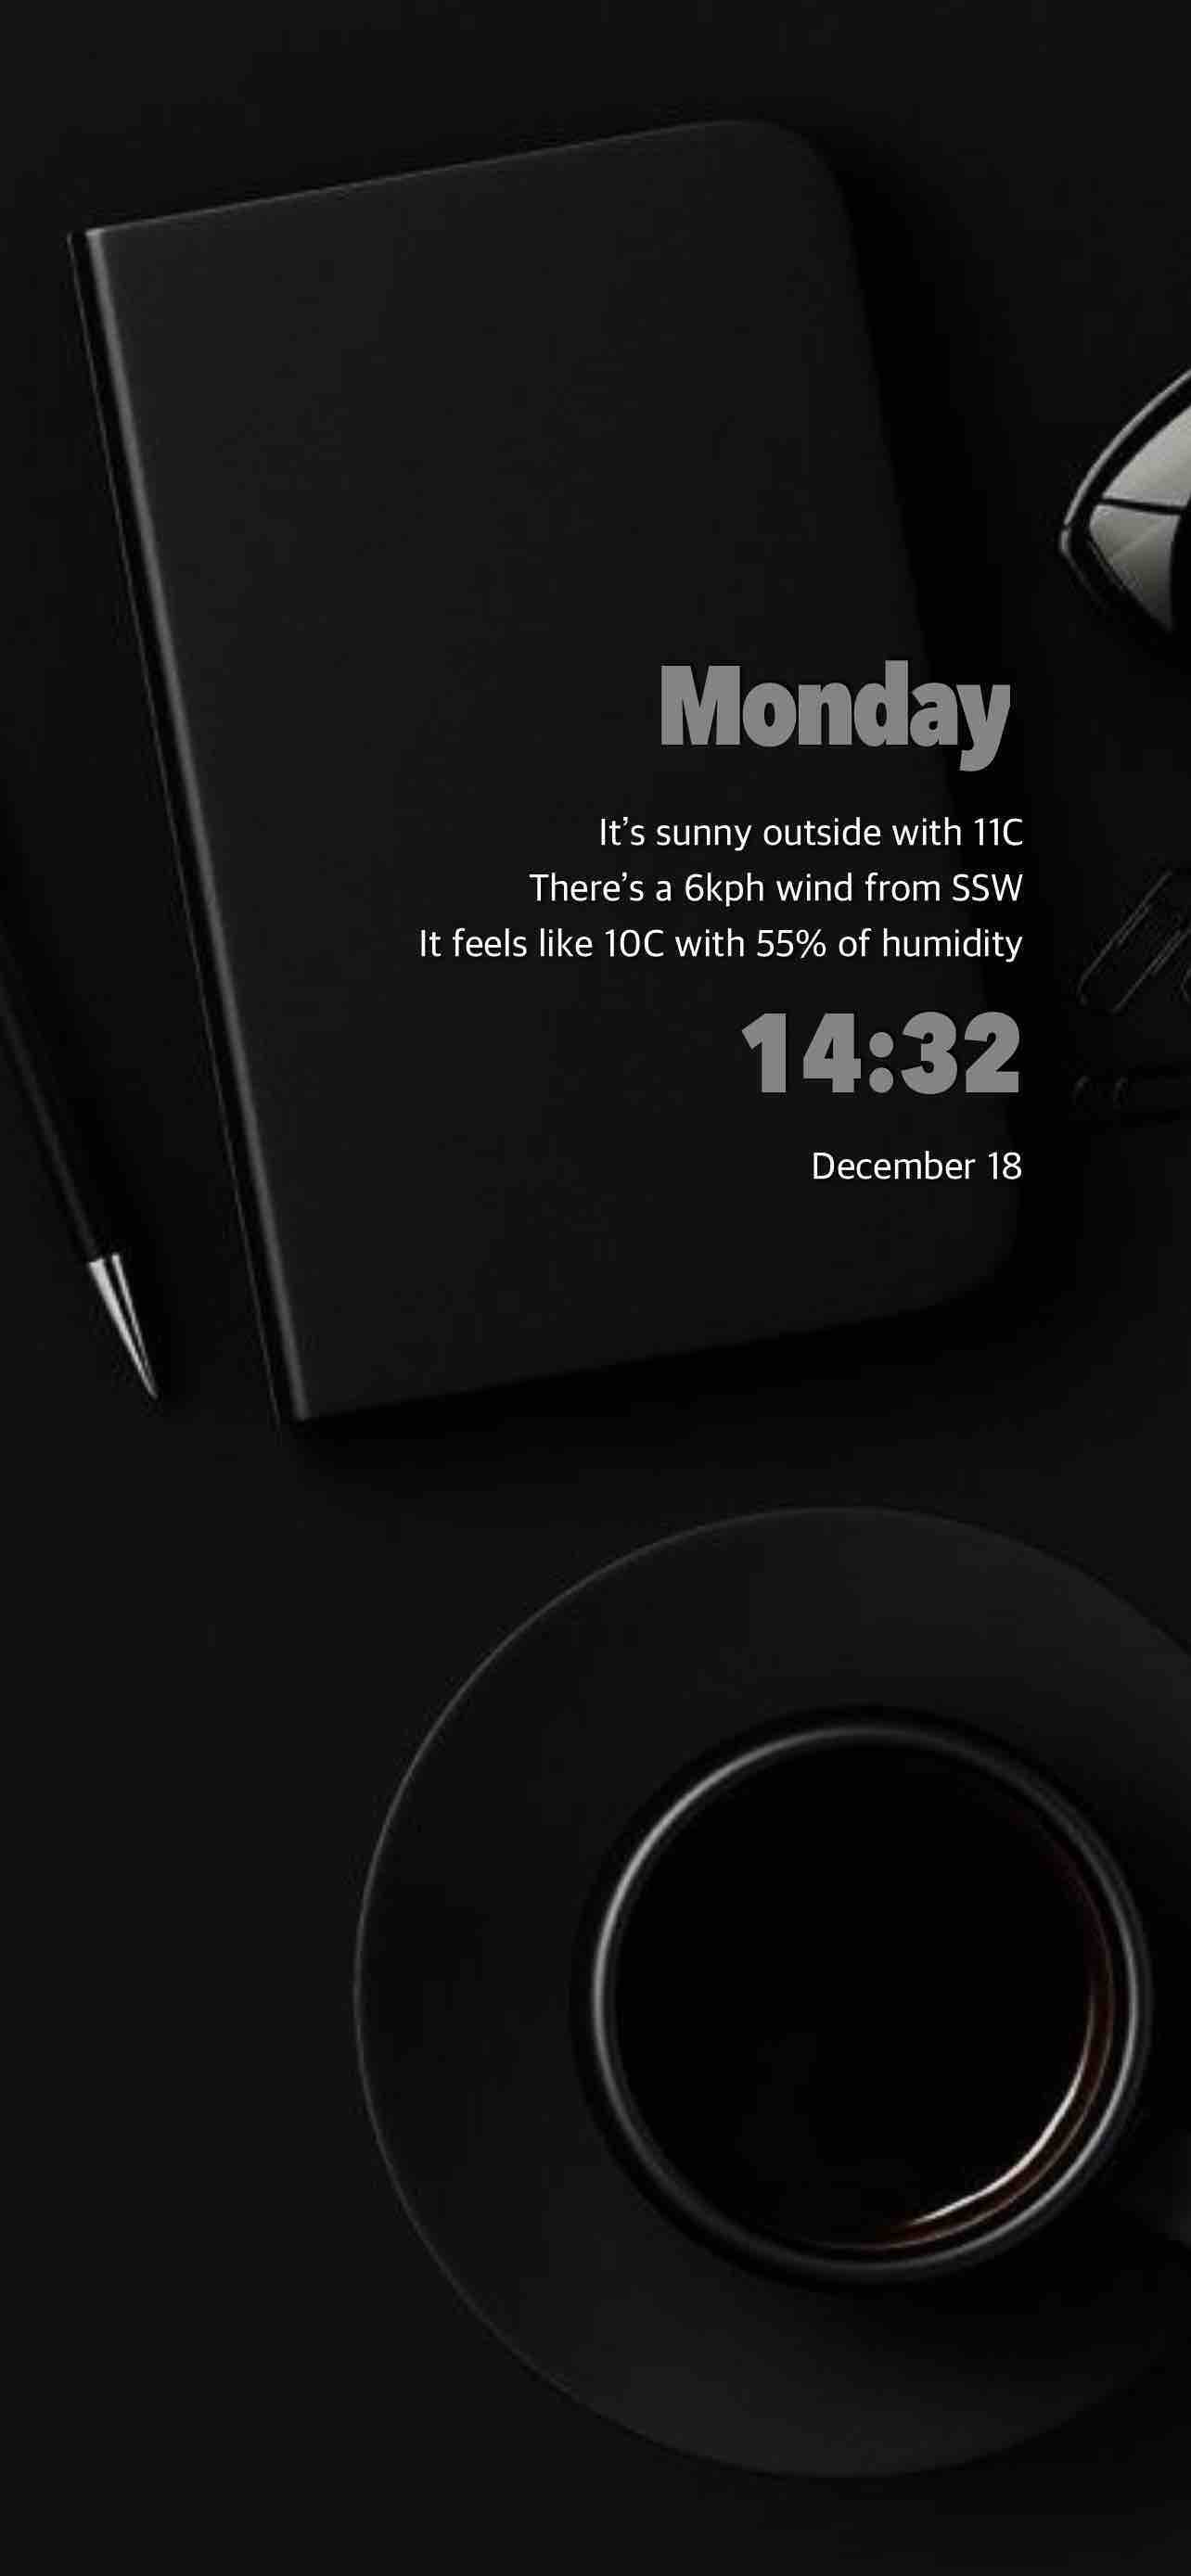 Monday
It’s sunny outside with 11C
There’s a 6kph wind from SSW
It feels like 10C with 55% of humidity
14:32
December 18